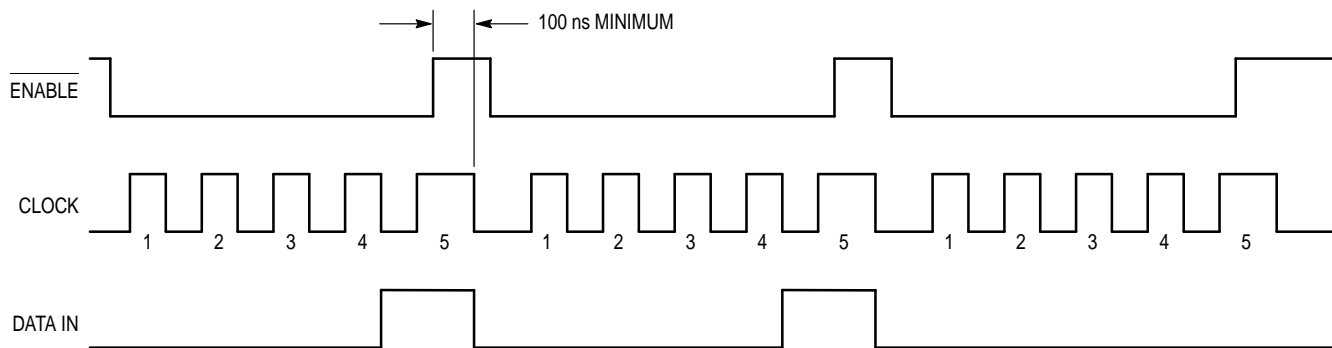 100 ns MINIMUM
ENABLE
CLOCK
1 2 3 4 5 1 2 3 4 5 1 2 3 4 5
DATA IN